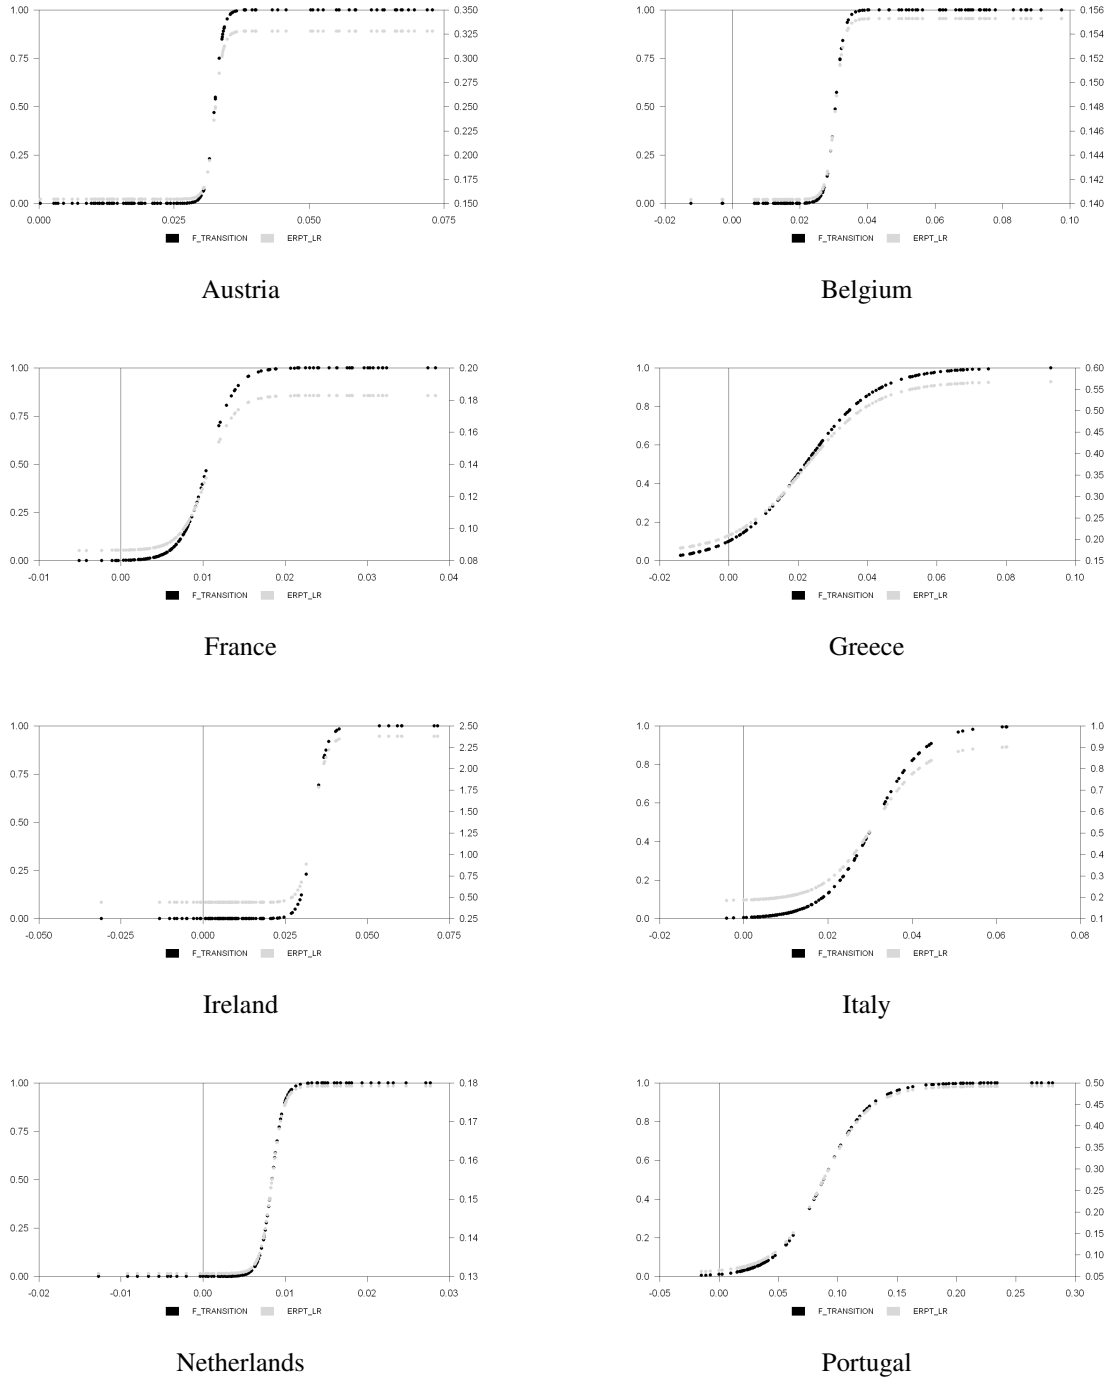 1.00 0.350 1.00 0.156
0.325 0.154
0.75 0.300 0.75 0.152
0.275 0.150
0.50 0.250 0.50 0.148
0.225 0.146
0.25 0.200 0.25 0.144
0.175 0.142
0.00 0.150 0.00 0.140
0.000 0.025 0.050 0.075 -0.02 0.00 0.02 0.04 0.06 0.08 0.10
F_TRANSITION ERPT_LR F_TRANSITION ERPT_LR
Austria Belgium
1.00 0.20 1.0 0.60
0.55
0.18 0.8 0.50
0.75 0.16 0.45
0.6 0.40
0.50 0.14 0.35
0.4 0.30
0.25 0.12 0.25
0.10 0.2 0.20
0.00 0.08 0.0 0.15
-0.01 0.00 0.01 0.02 0.03 0.04 -0.02 0.00 0.02 0.04 0.06 0.08 0.10
F_TRANSITION ERPT_LR F_TRANSITION ERPT_LR
France Greece
1.00 2.50 1.0 1.0
2.25 0.9
0.75 2.00 0.8 0.8
1.75 0.7
0.50 1.50 0.6 0.6
1.25 0.5
1.00 0.4 0.4
0.25 0.75 0.3
0.50 0.2 0.2
0.00 0.25 0.0 0.1
-0.050 -0.025 0.000 0.025 0.050 0.075 -0.02 0.00 0.02 0.04 0.06 0.08
F_TRANSITION ERPT_LR F_TRANSITION ERPT_LR
Ireland Italy
1.00 0.18 1.0 0.50
0.45
0.75 0.17 0.8 0.40
0.35
0.50 0.16 0.6 0.30
0.15 0.4 0.25
0.25 0.20
0.14 0.2 0.15
0.10
0.00 0.13 0.0 0.05
-0.02 -0.01 0.00 0.01 0.02 0.03 -0.05 0.00 0.05 0.10 0.15 0.20 0.25 0.30
F_TRANSITION ERPT_LR F_TRANSITION ERPT_LR
Netherlands Portugal